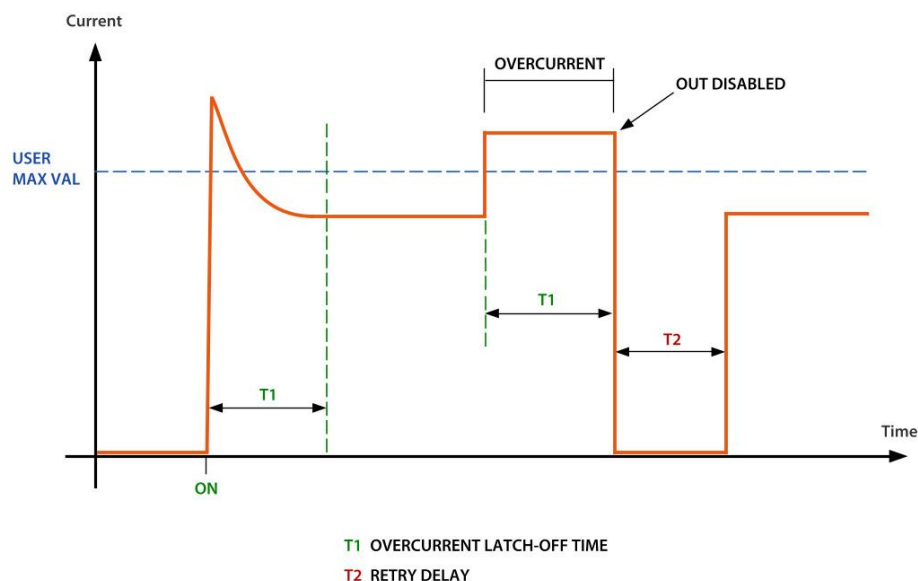 Current
OVERCURRENT
OUT DISABLED
USER
MAX VAL
T1
T2
T1
Time
ON
T1 OVERCURRENT LATCH-OFF TIME
T2 RETRY DELAY